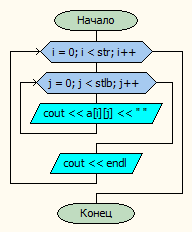 Начало
i = 0; i < str; i++
j = 0; j < stlb; j++
cout << a[i][j] << " "
cout << endl
Конец